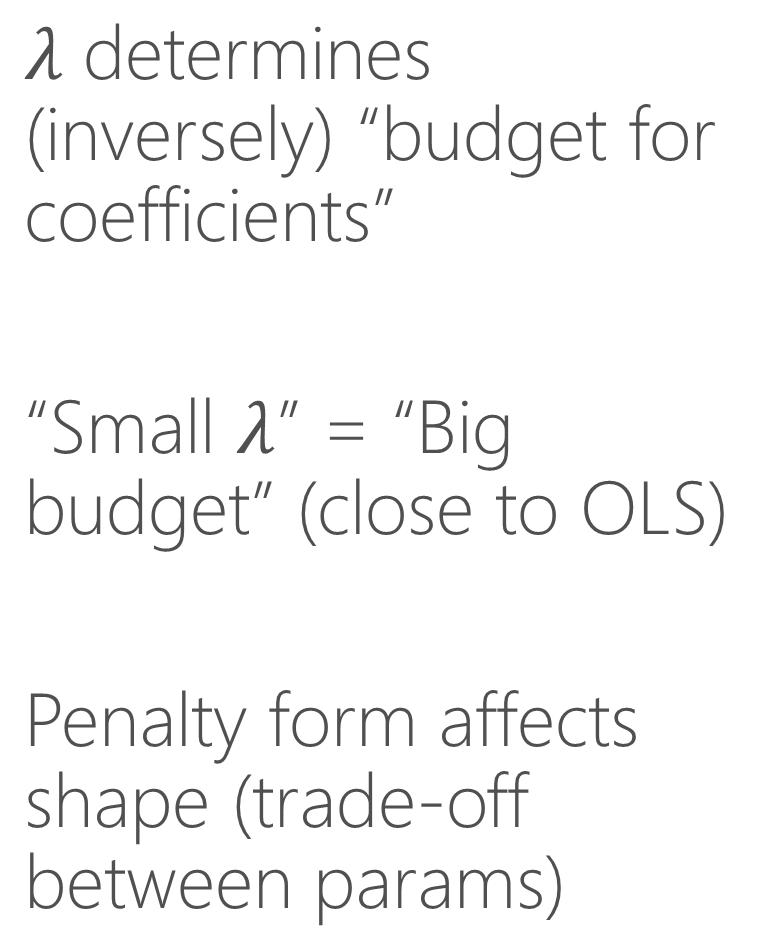 λ determines
(inversely) “budget for
coefficients”
“Small λ” = “Big
budget” (close to OLS)
Penalty form affects
shape (trade-off
between params)